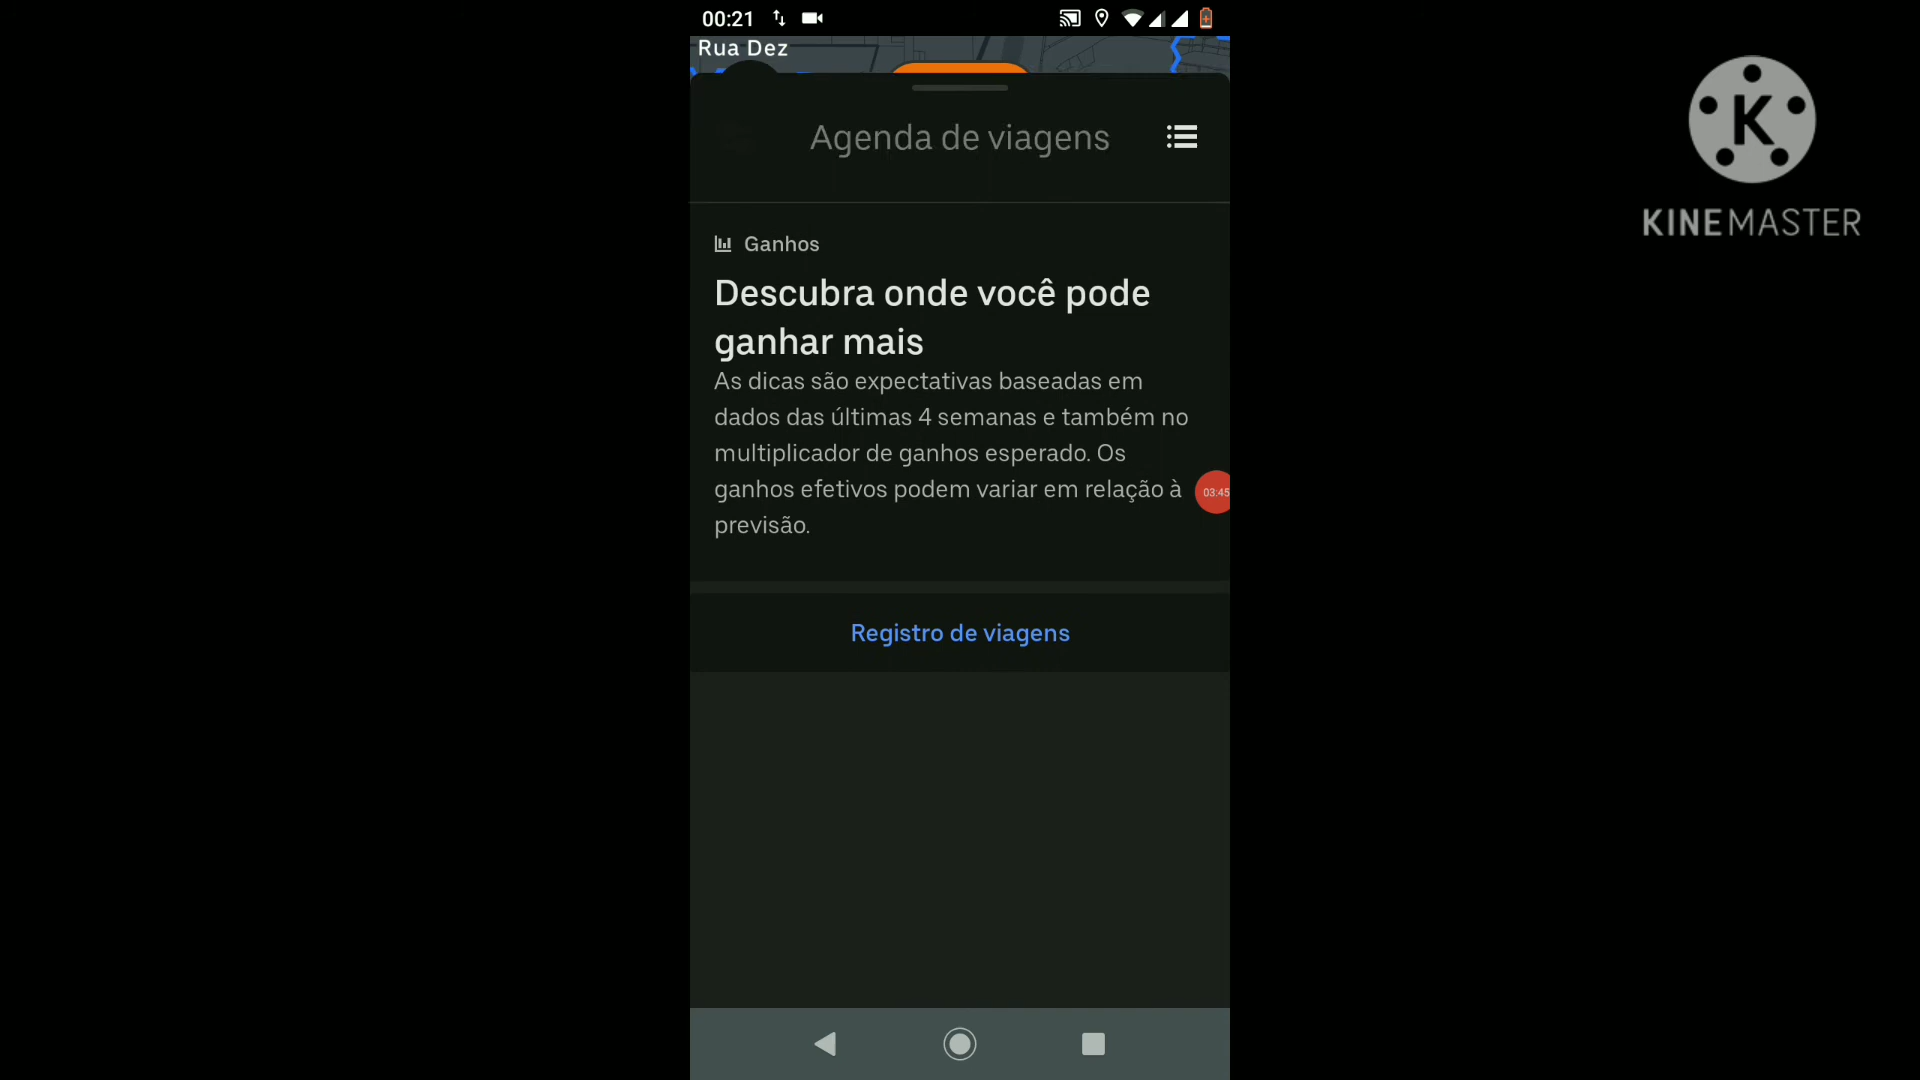 00:21
Rua Dez
Agenda de viagens
Ganhos
Descubra onde você pode
ganhar mais
As dicas são expectativas baseadas em
dados das últimas 4 semanas e também no
multiplicador de ganhos esperado. Os
ganhos efetivos podem variar em relação à
previsão.
03:45
Registro de viagens
K
KINEMASTER